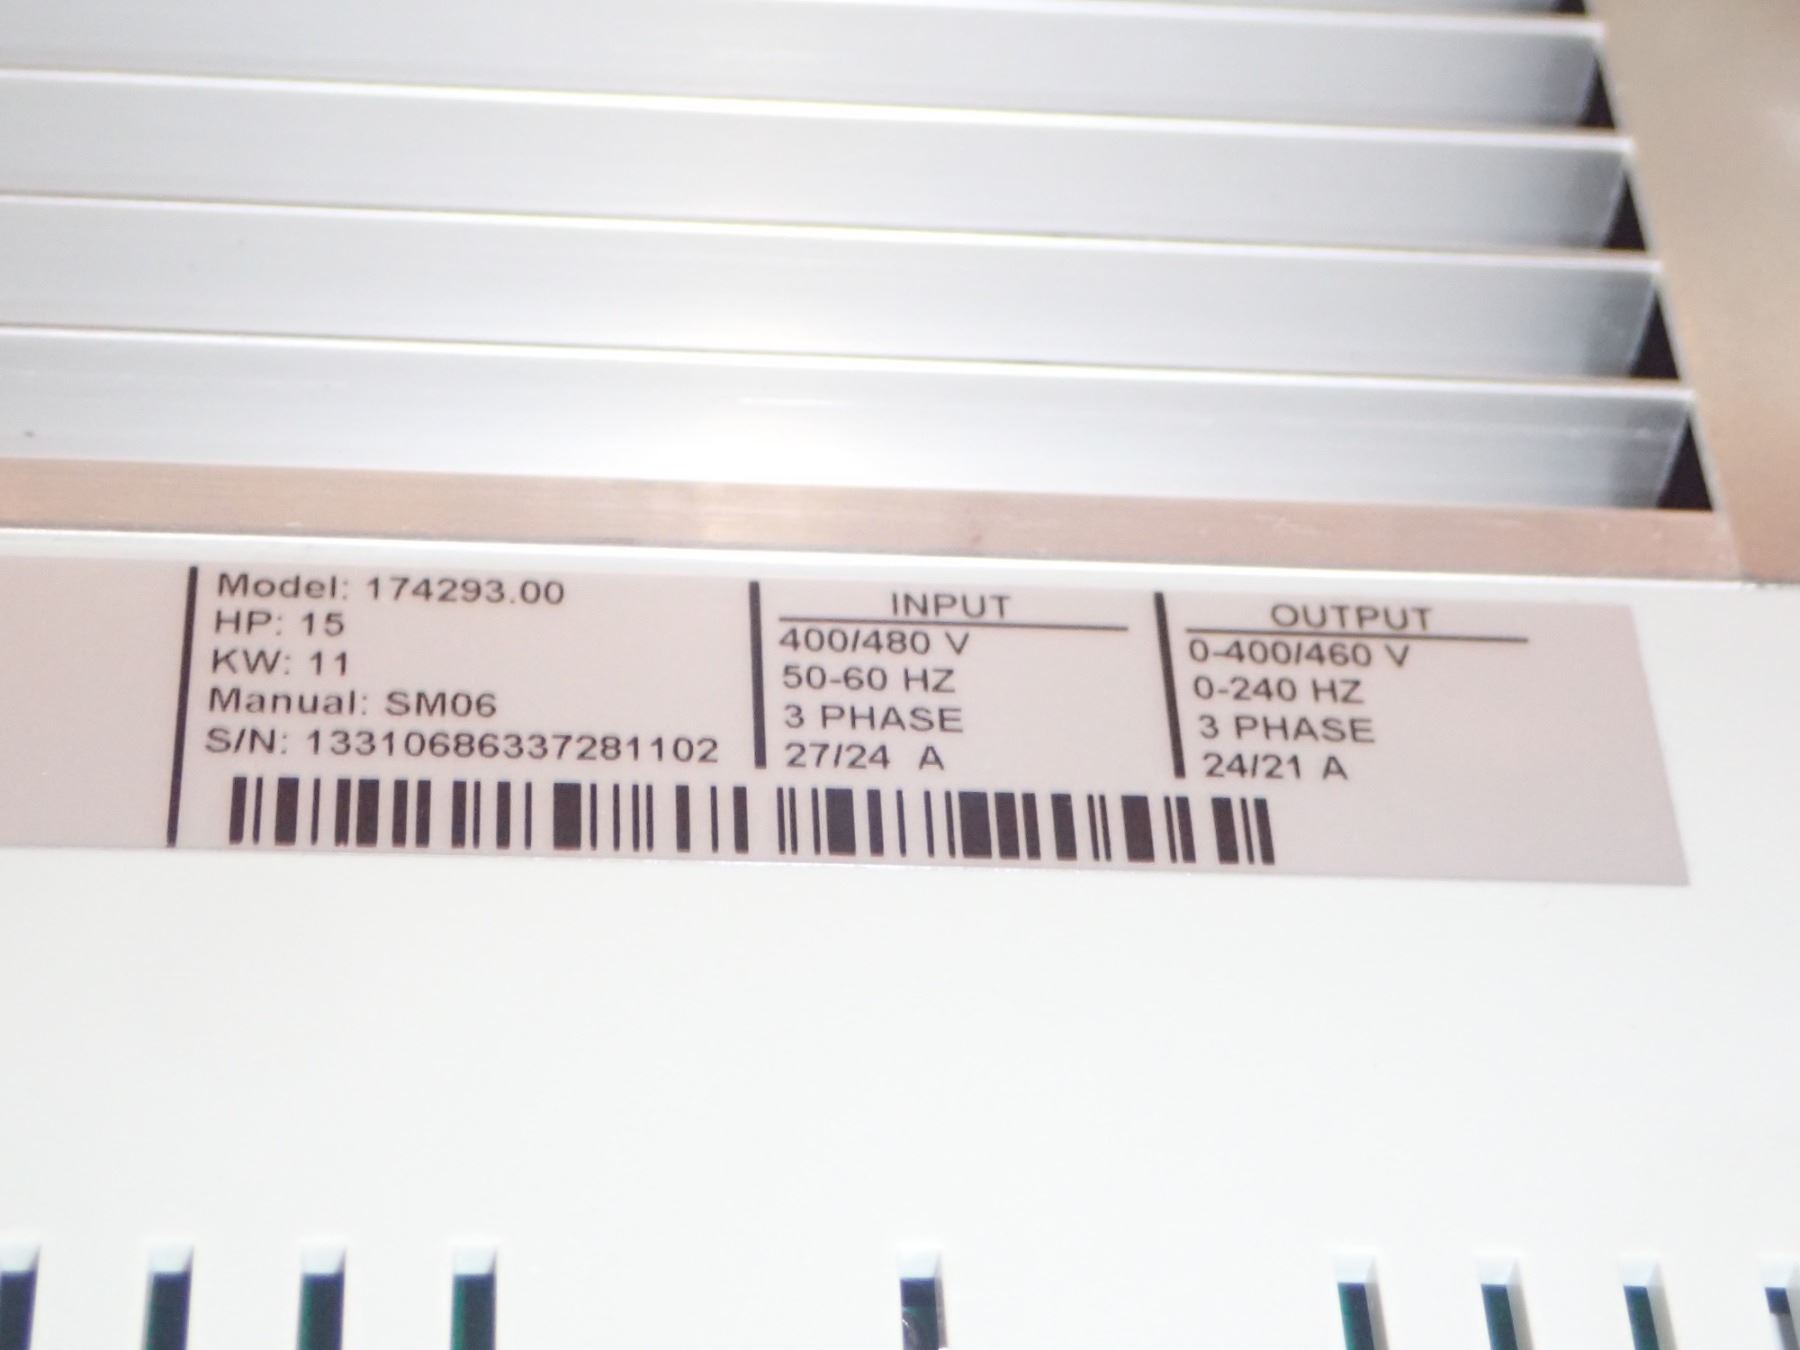 Model: 174293.00
HP: 15
KW: 11
Manual: SM06
S/N: 13310686337281102
INPUT
400/480 V
50-60 HZ
3 PHASE
27/24 A
OUTPUT
0-400/460 V
0-240 HZ
3 PHASE
24/21 A